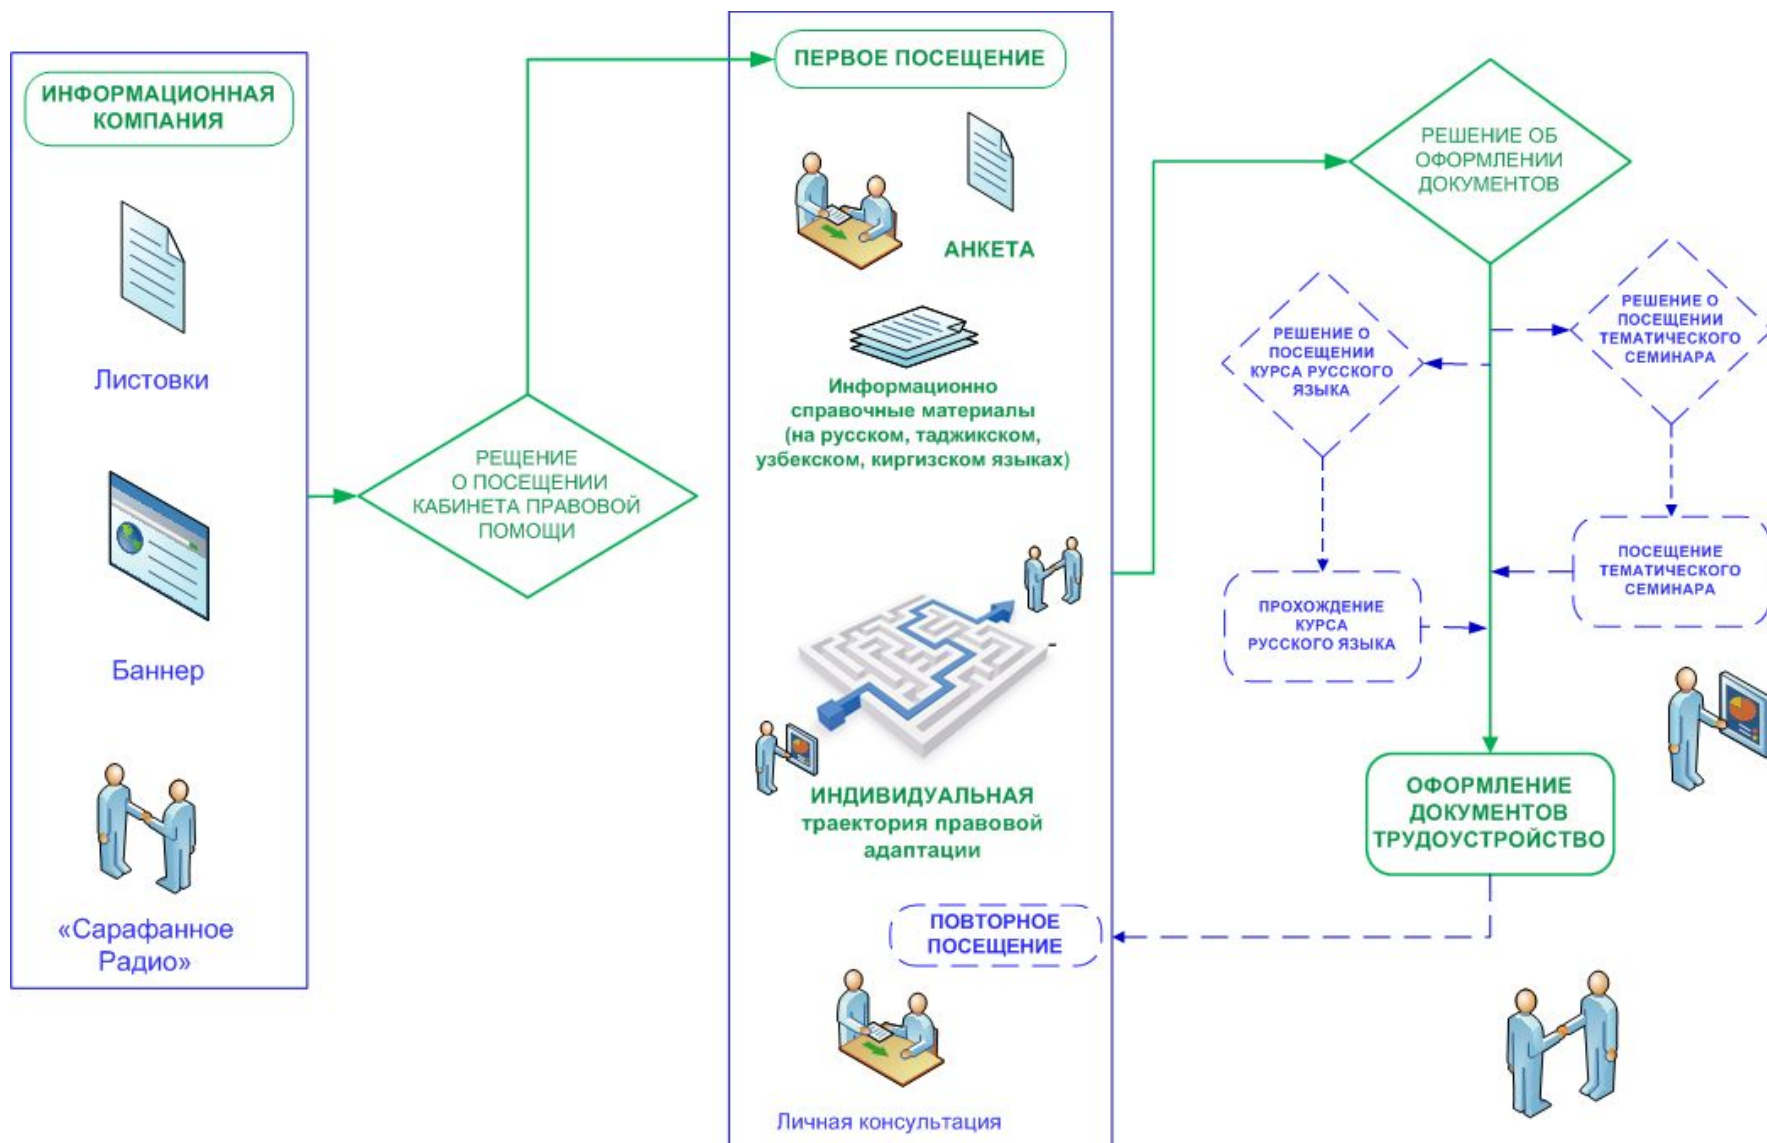 ИНФОРМАЦИОННАЯ
КОМПАНИЯ
Листовки
Баннер
«Сарафанное
Радио»
РЕЩЕНИЕ
О ПОСЕЩЕНИИ
КАБИНЕТА ПРАВОВОЙ
ПОМОЩИ
ПЕРВОЕ ПОСЕЩЕНИЕ
АНКЕТА
Информационно
справочные материалы
(на русском, таджикском,
узбекском, киргизском языках)
-
ИНДИВИДУАЛЬНАЯ
траектория правовой
адаптации
ПОВТОРНОЕ
ПОСЕЩЕНИЕ
Личная консультация
РЕШЕНИЕ ОБ
ОФОРМЛЕНИИ
ДОКУМЕНТОВ
РЕШЕНИЕ О
ПОСЕЩЕНИИ
КУРСА РУССКОГО
ЯЗЫКА
РЕШЕНИЕ О
ПОСЕЩЕНИИ
ТЕМАТИЧЕСКОГО
СЕМИНАРА
ПРОХОЖДЕНИЕ
КУРСА
РУССКОГО ЯЗЫКА
ПОСЕЩЕНИЕ
ТЕМАТИЧЕСКОГО
СЕМИНАРА
ОФОРМЛЕНИЕ
ДОКУМЕНТОВ
ТРУДОУСТРОЙСТВО